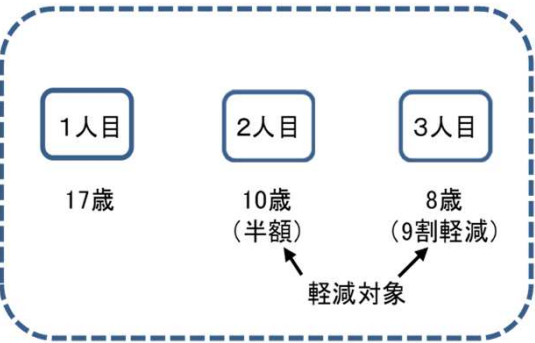 1人目
2人目
3人目
17歳
10歳
8歳
（半額）
（9割軽減）
軽減対象